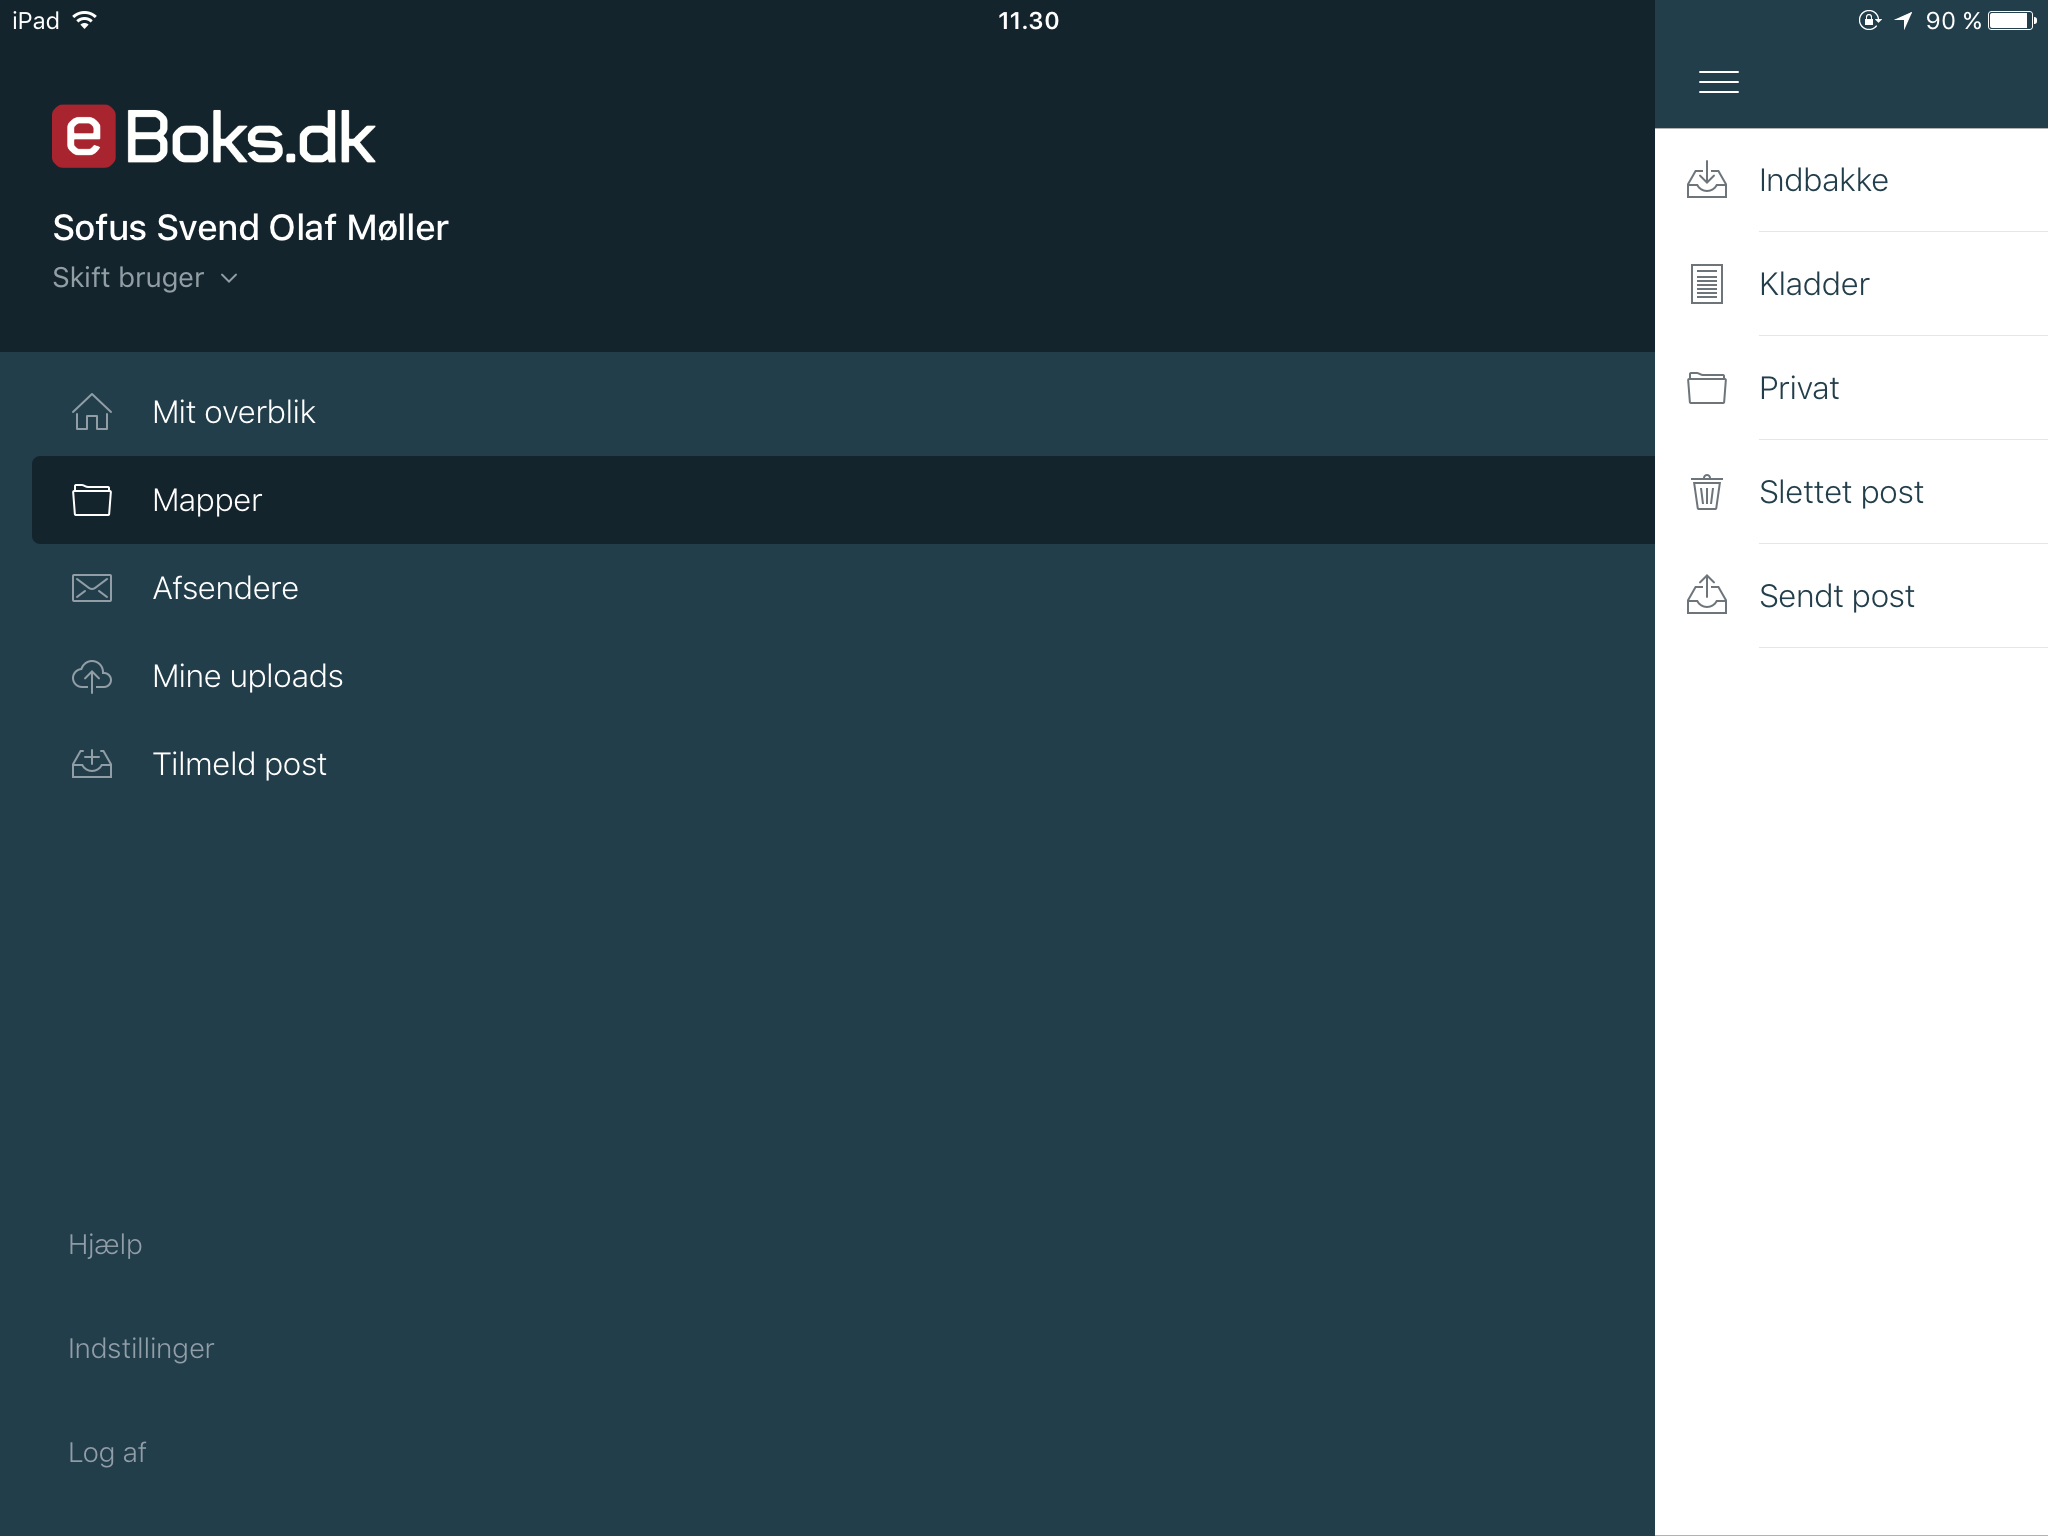 iPad
11.30
90 %
e Boks.dk
Sofus Svend Olaf Møller
Skift bruger
Mit overblik
Mapper
Afsendere
Mine uploads
Tilmeld post
Hjælp
Indstillinger
Log af
Indbakke
Kladder
Privat
Slettet post
Sendt post